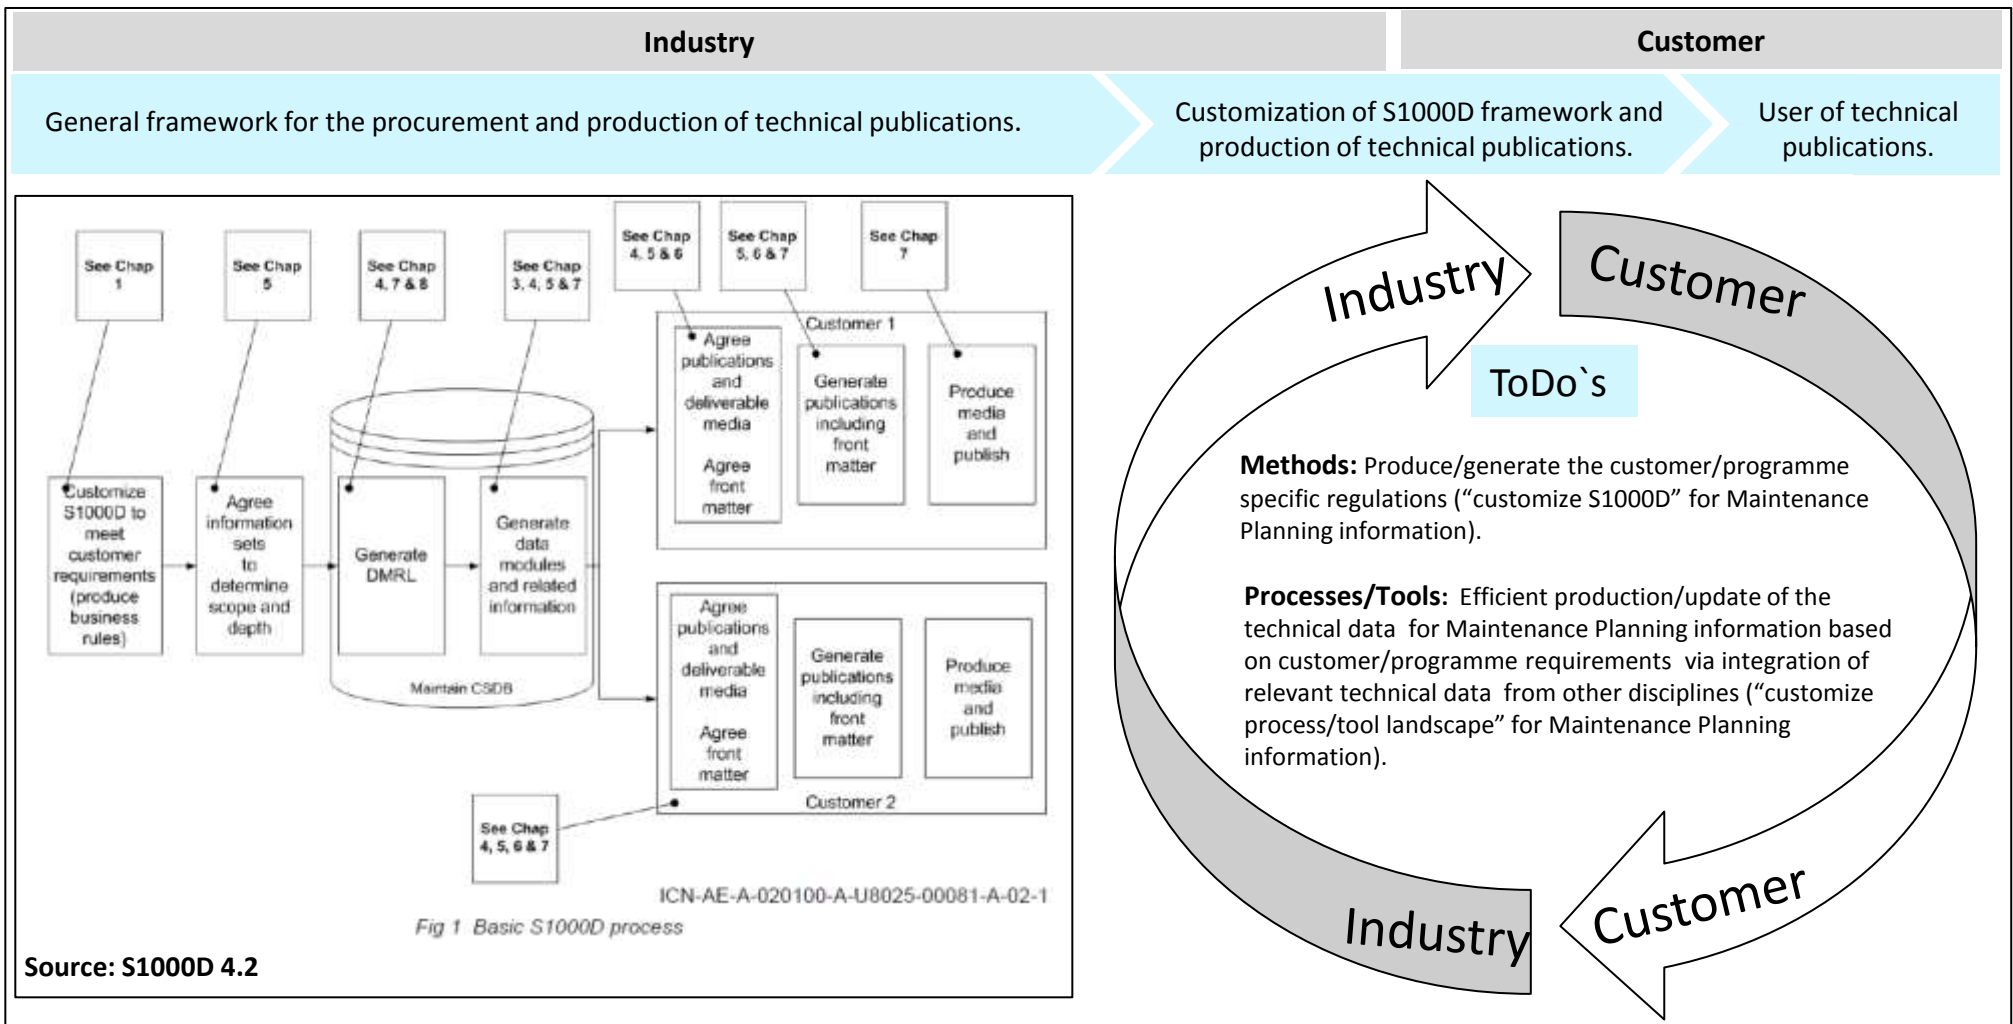 Industry
Customer
General framework for the procurement and production of technical publications.
Customization of S1000D framework and
production of technical publications.
User of technical
publications.
See Chap
1
See Chap
5
See Chap
4, 7 & 8
See Chap
3, 4, 5 & 7
See Chap
4, 5 & 6
See Chap
5, 6 & 7
See Chap
7
Customize
S1000D to
meet
customer
requirements
(produce
business
rules)
Agree
information
sets
to
determine
scope and
depth
Generate
DMRL
Generate
data
modules
and related
information
Maintain CSDB
Customer 1
Agree
publications
and
deliverable
media
Agree
front
matter
Generate
publications
including
front
matter
Produce
media
and
publish
Agree
publications
and
deliverable
media
Agree
front
matter
Generate
publications
including
front
matter
Produce
media
and
publish
Customer 2
See Chap
4, 5, 6 & 7
ICN-AE-A-020100-A-U8025-00081-A-02-1
Fig 1 Basic S1000D process
Source: S1000D 4.2
Industry
Customer
ToDo`s
Methods: Produce/generate the customer/programme
specific regulations (“customize S1000D” for Maintenance
Planning information).
Processes/Tools: Efficient production/update of the
technical data for Maintenance Planning information based
on customer/programme requirements via integration of
relevant technical data from other disciplines (“customize
process/tool landscape” for Maintenance Planning
information).
Industry
Customer